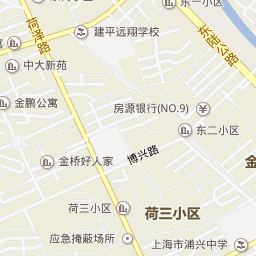 东一小区
荷泽路
建平远翔学校
东陆公路
中大新苑
金鹏公寓
房源银行(NO.9)
东二小区
金桥好人家
博兴路
金
荷三小区
荷三小区
应急掩蔽场所
上海市浦兴中学